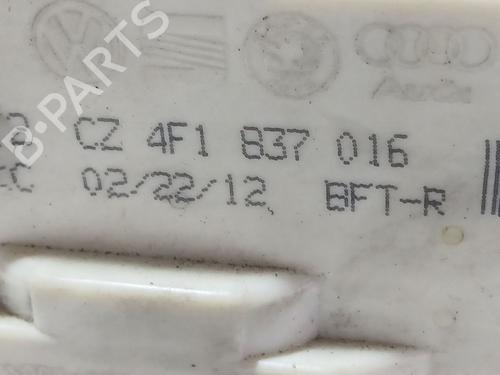 Audi
CZ 4F1 837 016
02/22/12 BFT-R
B-PARTS